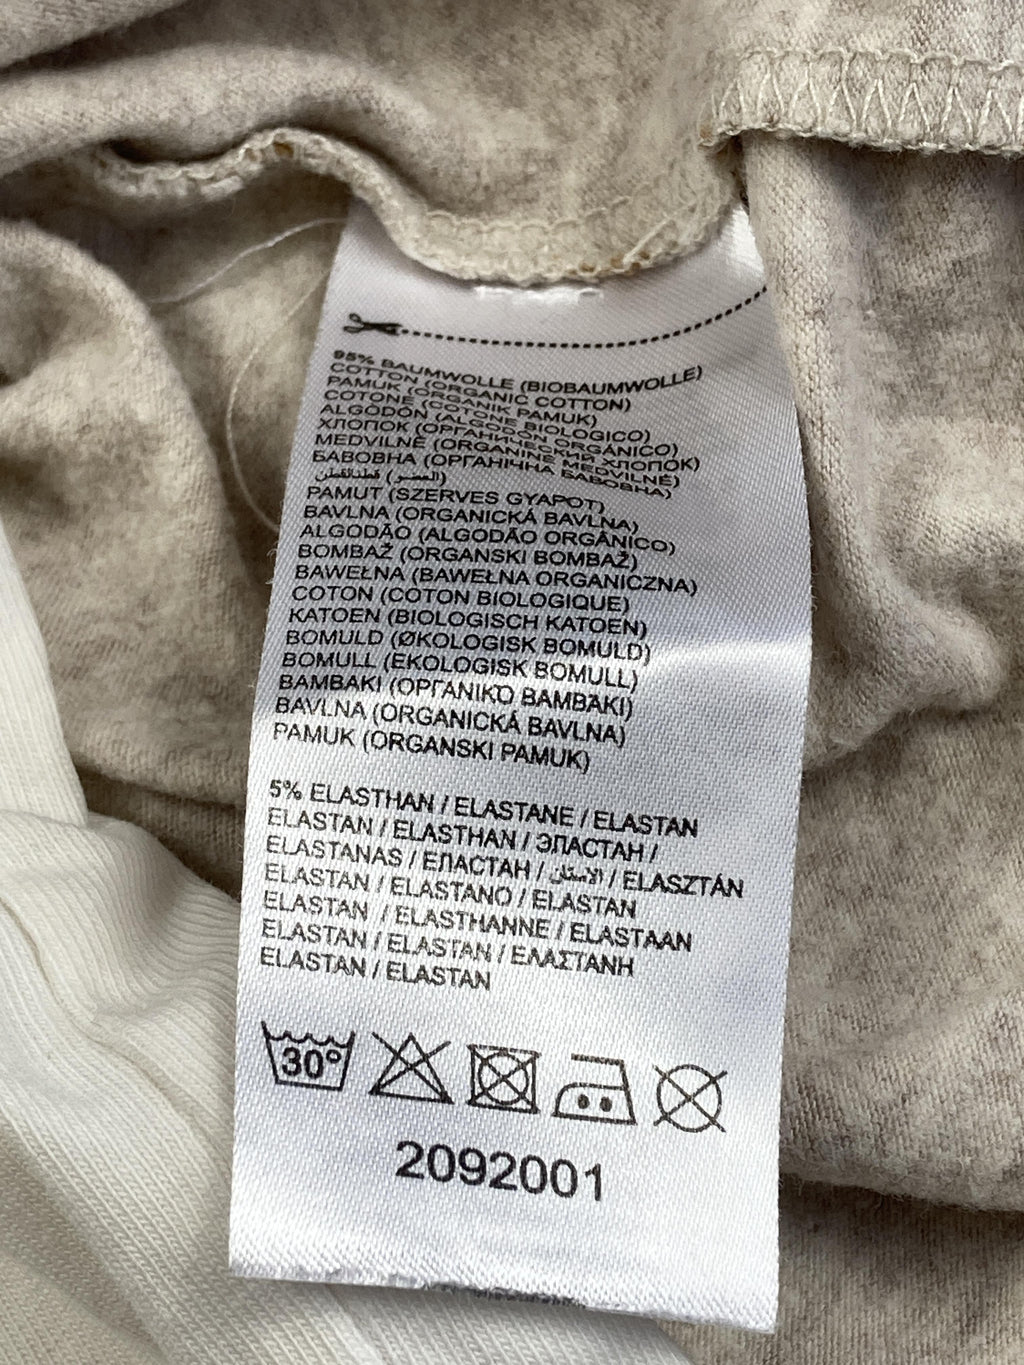 95% BAUMWOLLE (BIOBAUMWOLLE)
COTTON (ORGANIC COTTON)
PAMUK (ORGANIK PAMUK)
COTONE (COTONE BIOLOGICO)
ALGODÓN (ALGODÓN ORGÁNICO)
ХЛОПОК (ОРГАНИЧЕСКИЙ ХЛОПОК)
MEDVILNĖ (ORGANINĖ MEDVILNĖ)
БАВОВНА (ОРГАНІЧНА БАВОВНА)
PAMUT (SZERVES GYAPOT)
BAVLNA (ORGANICKÁ BAVLNA)
ALGODÃO (ALGODÃO ORGÂNICO)
BOMBAŽ (ORGANSKI BOMBAŽ)
BAWEŁNA (BAWEŁNA ORGANICZNA)
COTON (COTON BIOLOGIQUE)
KATOEN (BIOLOGISCH KATOEN)
BOMULD (ØKOLOGISK BOMULD)
BOMULL (EKOLOGISK BOMULL)
ΒΑΜΒΑΚΙ (ΟΡΓΑΝΙΚΌ ΒΑΜΒΆΚΙ)
BAVLNA (ORGANICKÁ BAVLNA)
PAMUK (ORGANSKI PAMUK)
5% ELASTHAN / ELASTANE / ELASTAN
ELASTAN / ELASTHAN / ЭПАСТАН /
ELASTANAS / ЕПАСТАН / / ELASZTÁN
ELASTAN / ELASTANO / ELASTAN
ELASTAN / ELASTHANNE / ELASTAAN
ELASTAN / ELASTAN / ΕΛΑΣΤΑΝΗ
ELASTAN / ELASTAN
30°
2092001